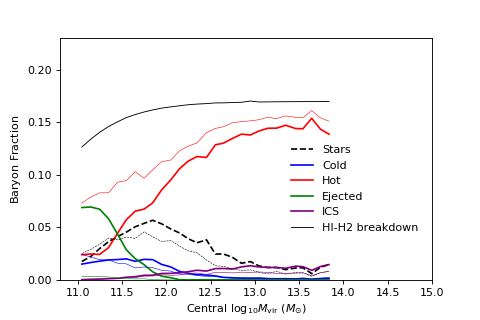 0.20
0.15
0.10
0.05
0.00
Baryon Fraction
Stars
Cold
Hot
Ejected
ICS
HI-H2 breakdown
11.0 11.5 12.0 12.5 13.0 13.5 14.0 14.5 15.0
Central log₁₀Mvir (M⊙)